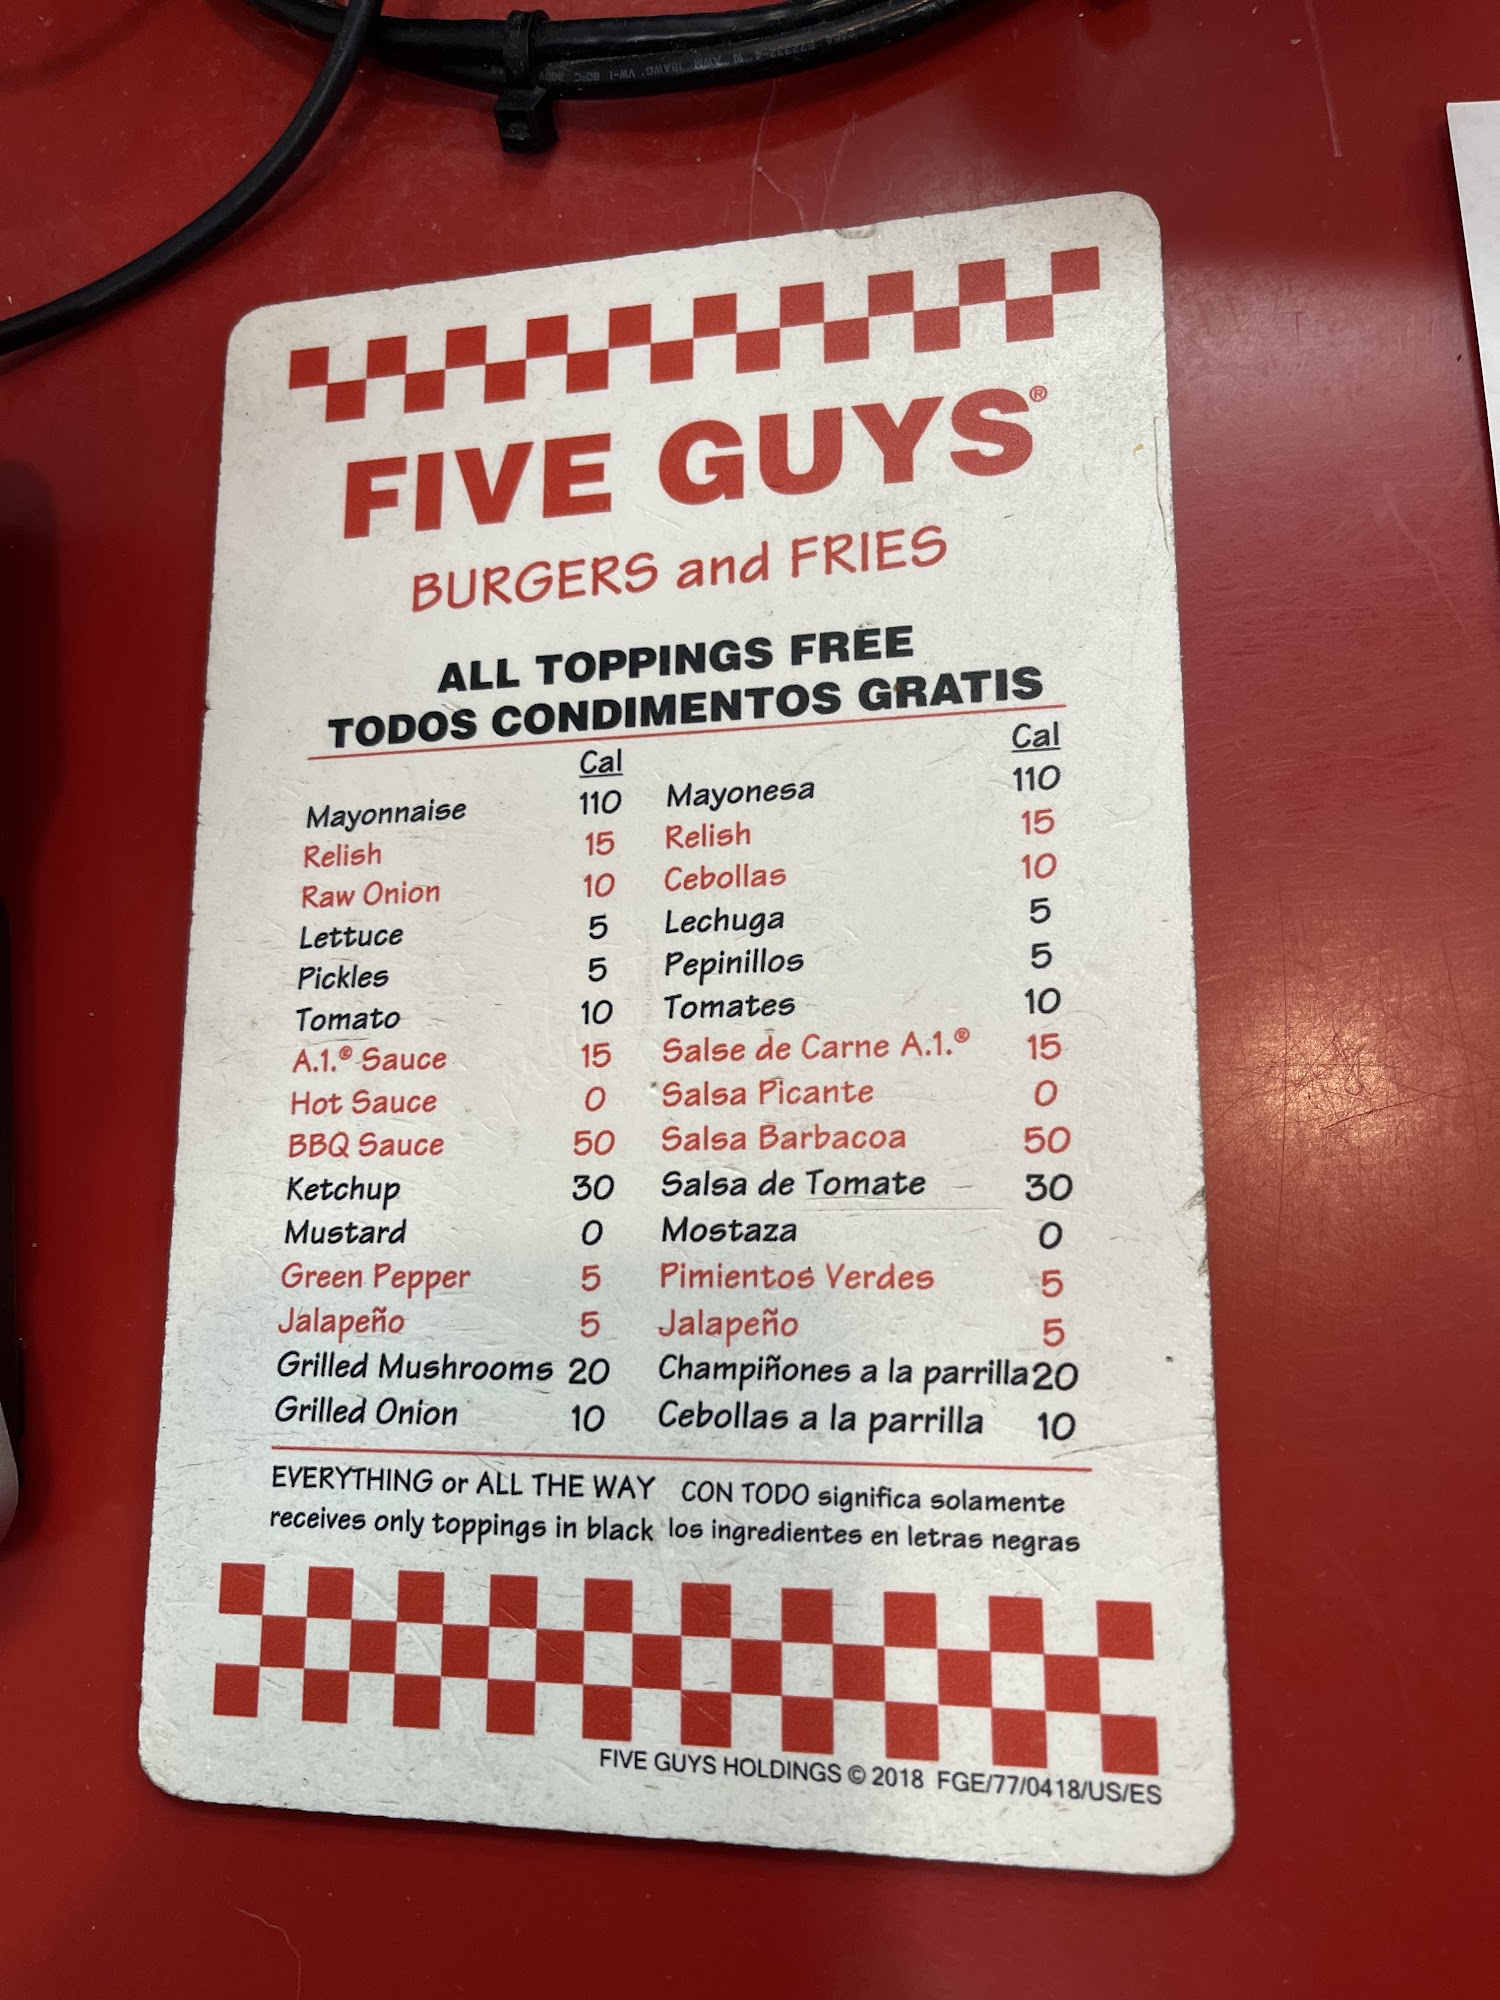 FIVE GUYS®
BURGERS and FRIES
ALL TOPPINGS FREE
TODOS CONDIMENTOS GRATIS
Cal Cal
Mayonnaise 110 Mayonesa 110
Relish 15 Relish 15
Raw Onion 10 Cebollas 10
Lettuce 5 Lechuga 5
Pickles 5 Pepinillos 5
Tomato 10 Tomates 10
A.1.® Sauce 15 Salse de Carne A.1.® 15
Hot Sauce 0 Salsa Picante 0
BBQ Sauce 50 Salsa Barbacoa 50
Ketchup 30 Salsa de Tomate 30
Mustard 0 Mostaza 0
Green Pepper 5 Pimientos Verdes 5
Jalapeño 5 Jalapeño 5
Grilled Mushrooms 20 Champiñones a la parrilla 20
Grilled Onion 10 Cebollas a la parrilla 10
EVERYTHING or ALL THE WAY CON TODO significa solamente
receives only toppings in black los ingredientes en letras negras
FIVE GUYS HOLDINGS © 2018 FGE/77/0418/US/ES